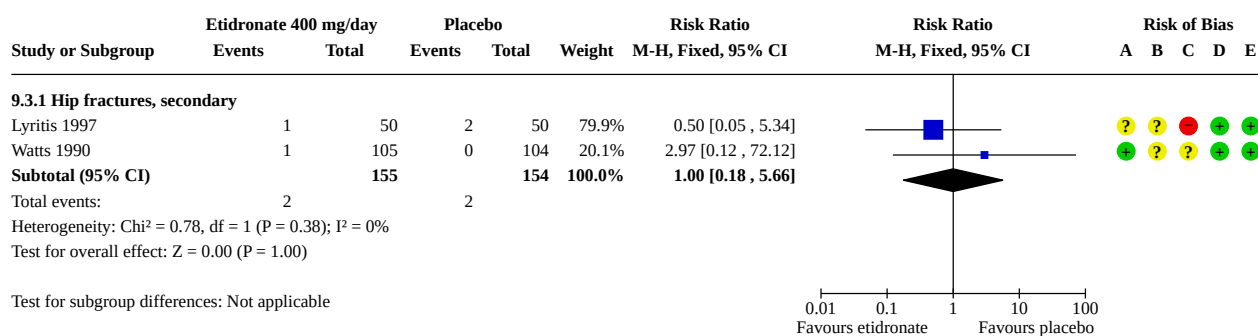 Etidronate 400 mg/day Placebo Risk Ratio Risk Ratio Risk of Bias
Study or Subgroup Events Total Events Total Weight M-H, Fixed, 95% CI M-H, Fixed, 95% CI A B C D E
9.3.1 Hip fractures, secondary
Lyritis 1997 1 50 2 50 79.9% 0.50 [0.05 , 5.34] ? ? − + +
Watts 1990 1 105 0 104 20.1% 2.97 [0.12 , 72.12] + ? ? + +
Subtotal (95% CI) 155 154 100.0% 1.00 [0.18 , 5.66]
Total events: 2 2
Heterogeneity: Chi² = 0.78, df = 1 (P = 0.38); I² = 0%
Test for overall effect: Z = 0.00 (P = 1.00)
Test for subgroup differences: Not applicable
0.01 0.1 1 10 100
Favours etidronate Favours placebo